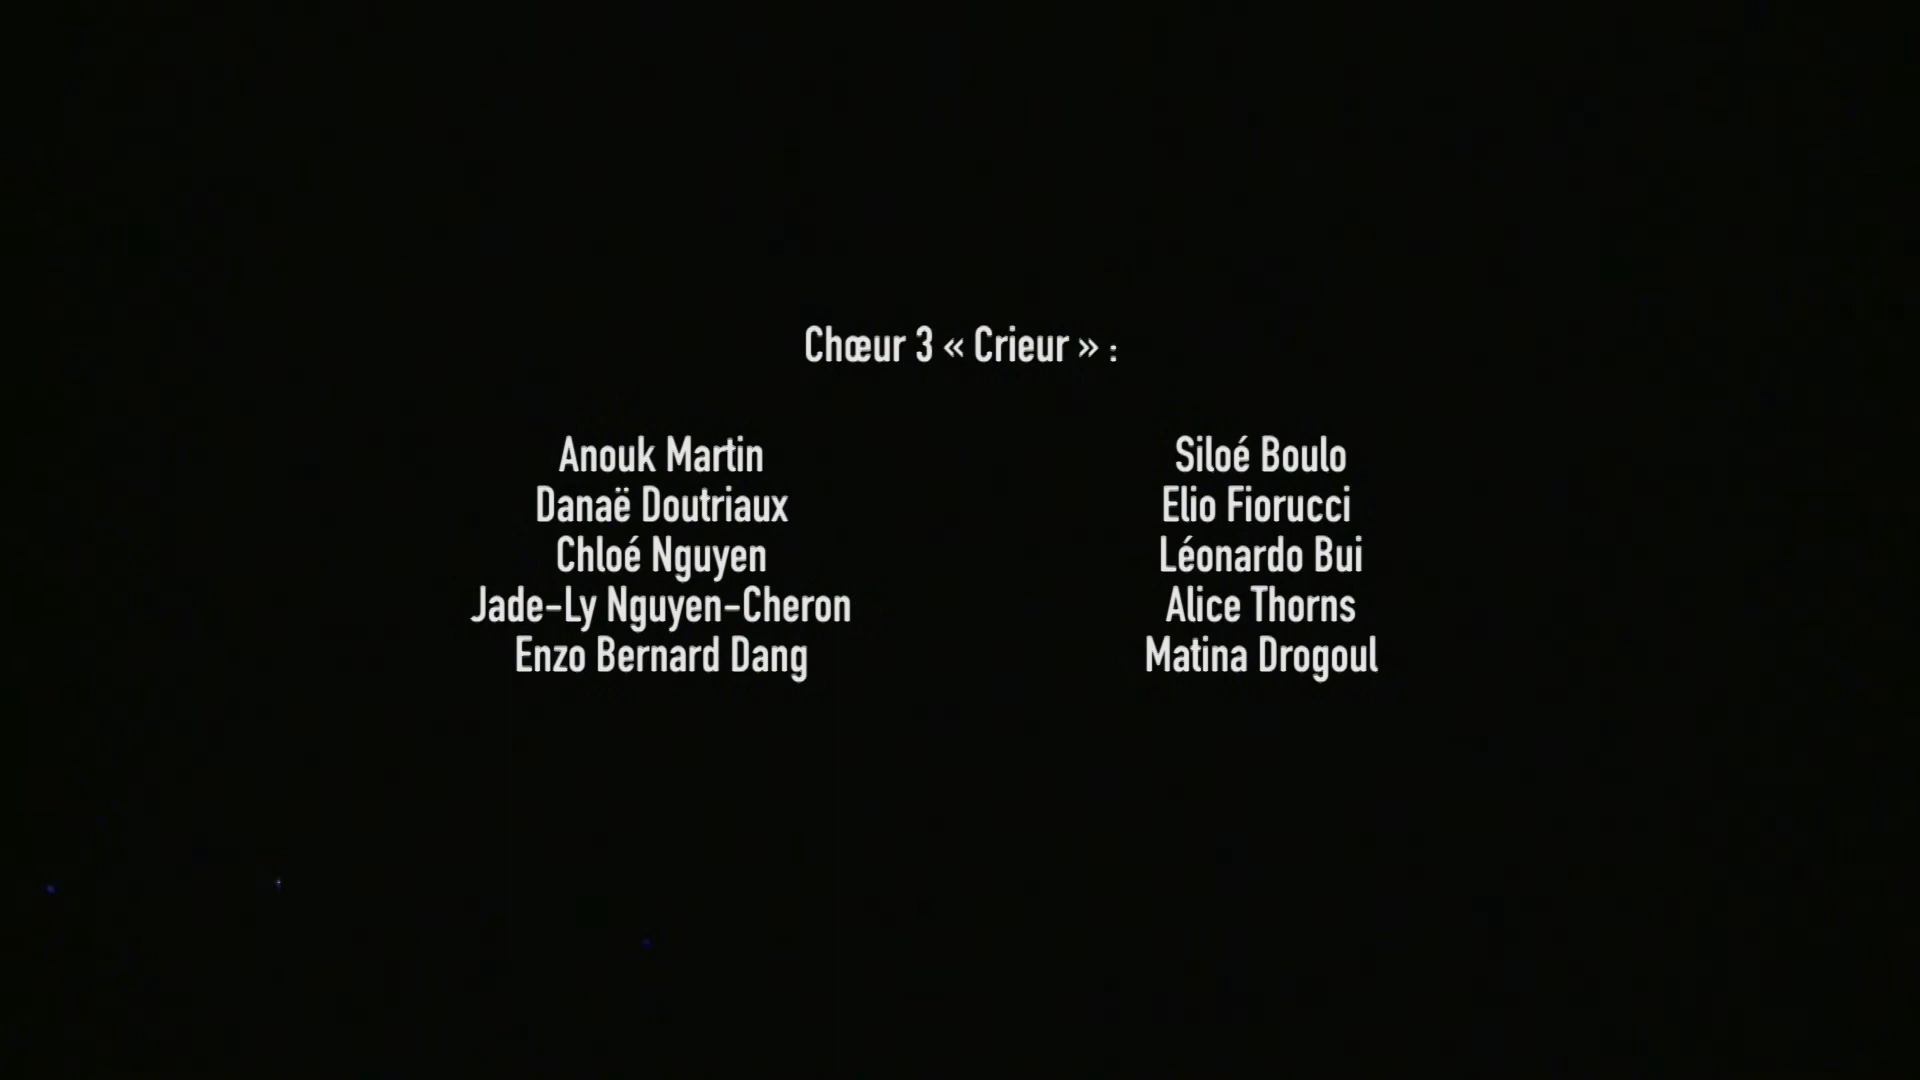 Chœur 3 « Crieur » :
Anouk Martin
Danaë Doutriaux
Chloé Nguyen
Jade-Ly Nguyen-Cheron
Enzo Bernard Dang
Siloé Boulo
Elio Fiorucci
Léonardo Bui
Alice Thorns
Matina Drogoul